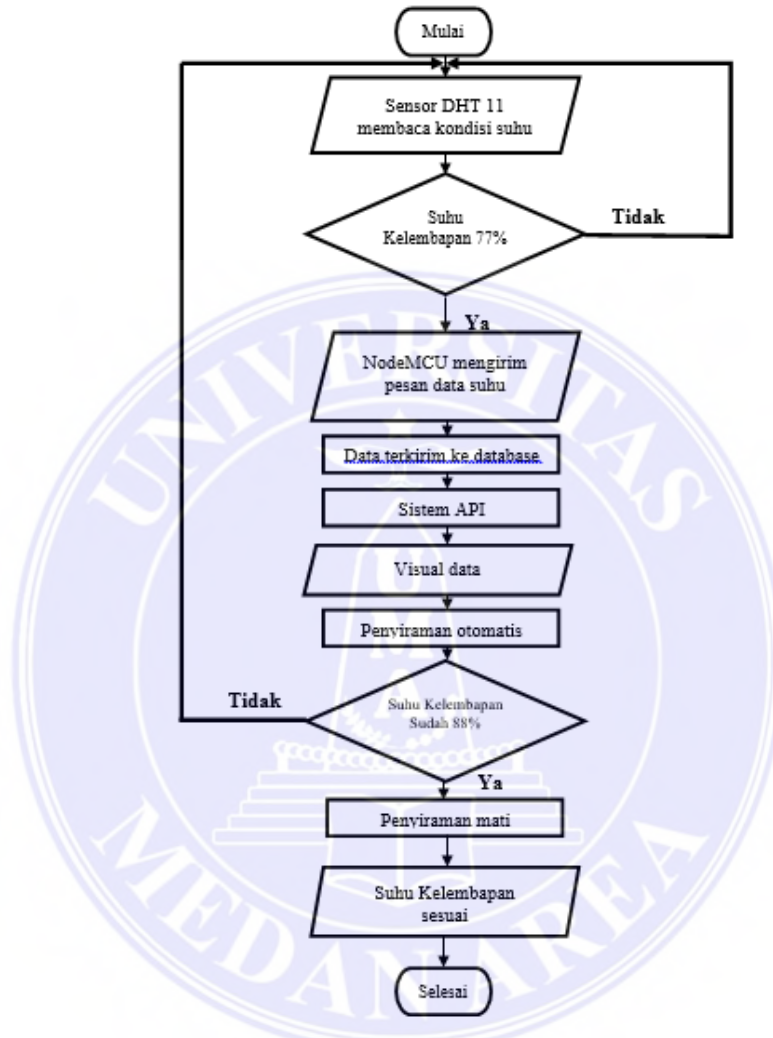 Mulai
Sensor DHT 11
membaca kondisi suhu
Suhu
Kelembapan 77%
Tidak
Ya
NodeMCU mengirim
pesan data suhu
Data terkirim ke database
Sistem API
Visual data
Penyiraman otomatis
Tidak
Suhu Kelembapan
Sudah 88%
Ya
Penyiraman mati
Suhu Kelembapan
sesuai
Selesai
UNIVERSITAS
UMA
MEDAN AREA